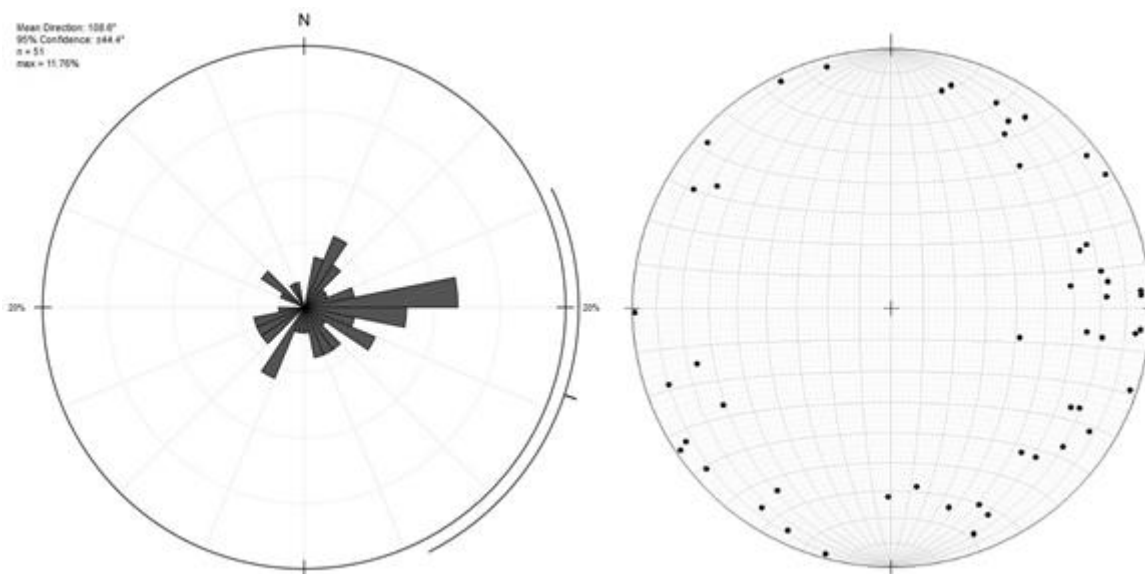 Mean Direction: 108.6°
95% Confidence: ±44.4°
n = 51
max = 11.76%
N
20%
20%